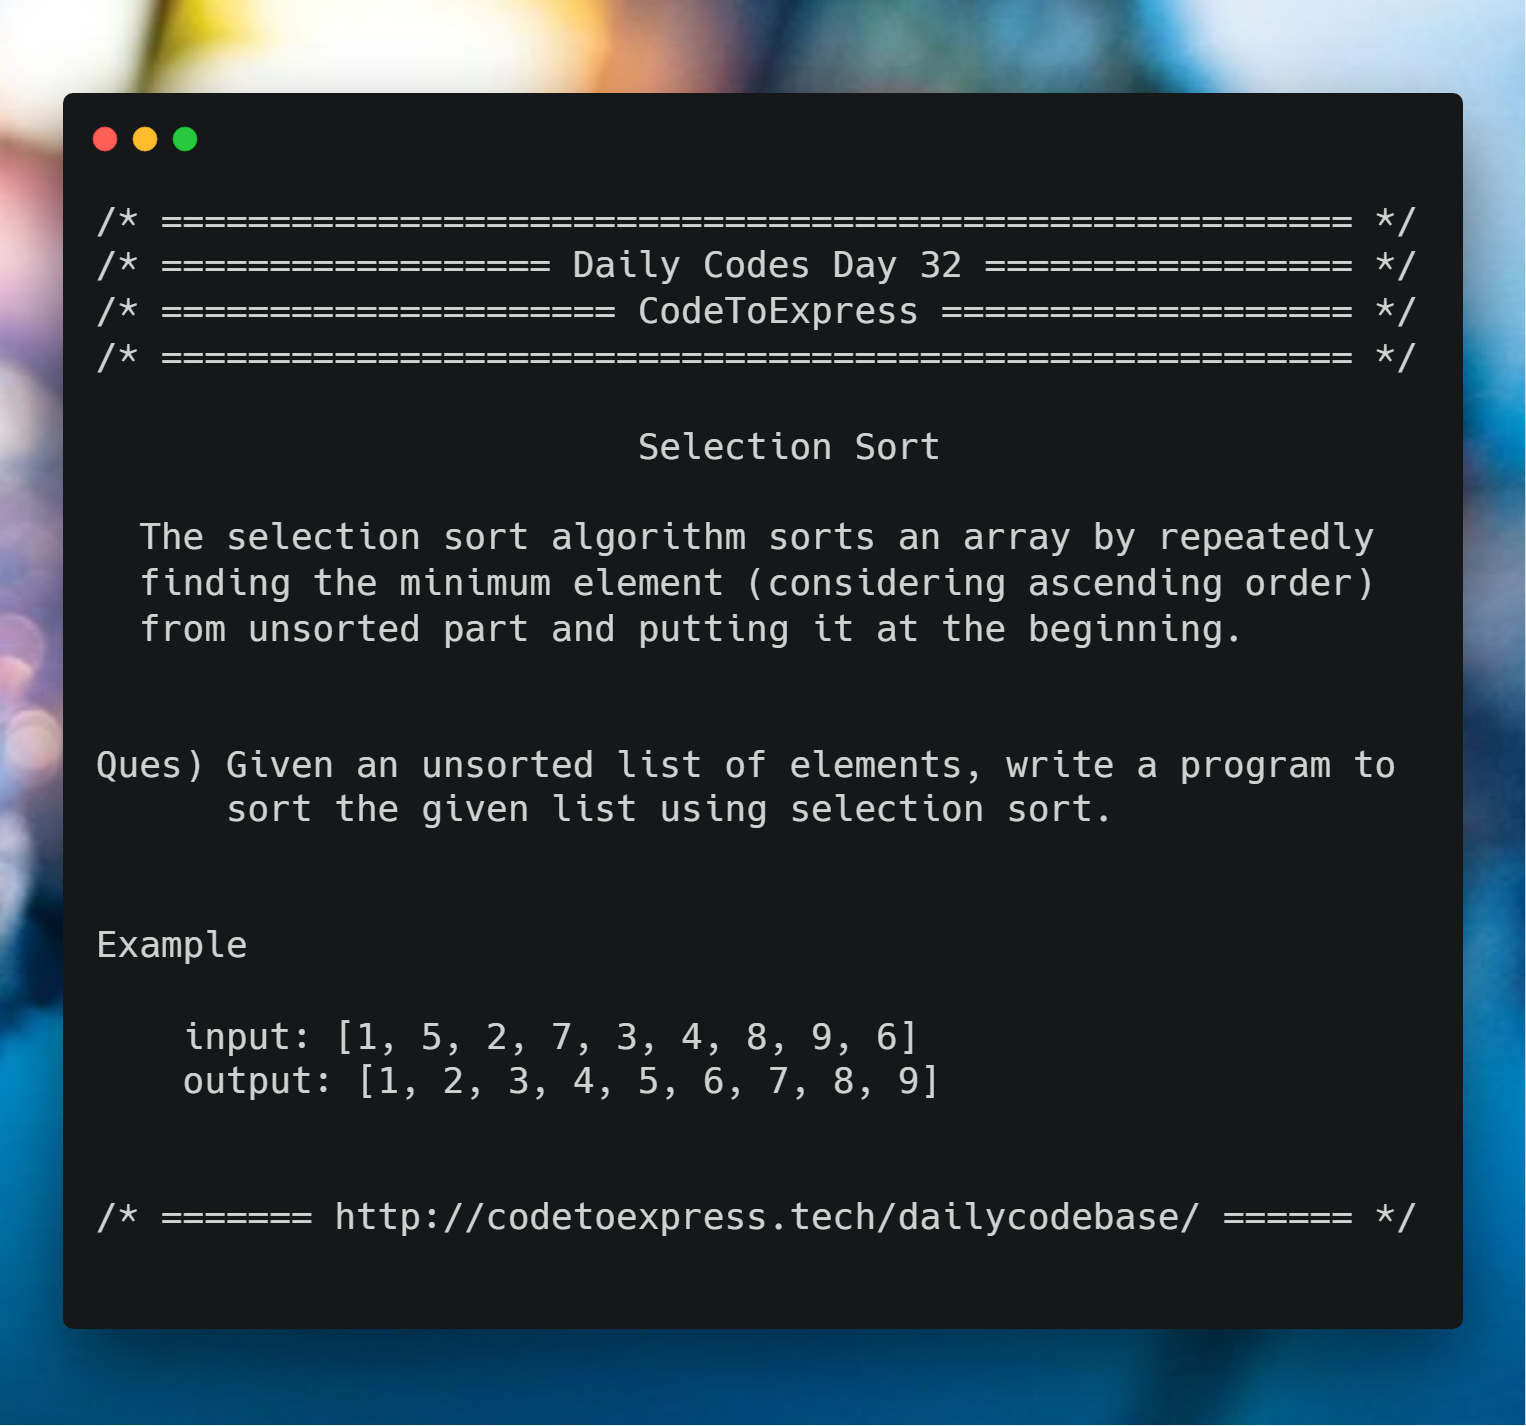 /* ======================================================= */
/* ================== Daily Codes Day 32 ================= */
/* ===================== CodeToExpress =================== */
/* ======================================================= */
Selection Sort
The selection sort algorithm sorts an array by repeatedly
finding the minimum element (considering ascending order)
from unsorted part and putting it at the beginning.
Ques) Given an unsorted list of elements, write a program to
sort the given list using selection sort.
Example
input: [1, 5, 2, 7, 3, 4, 8, 9, 6]
output: [1, 2, 3, 4, 5, 6, 7, 8, 9]
/* ======= http://codetoexpress.tech/dailycodebase/ ====== */